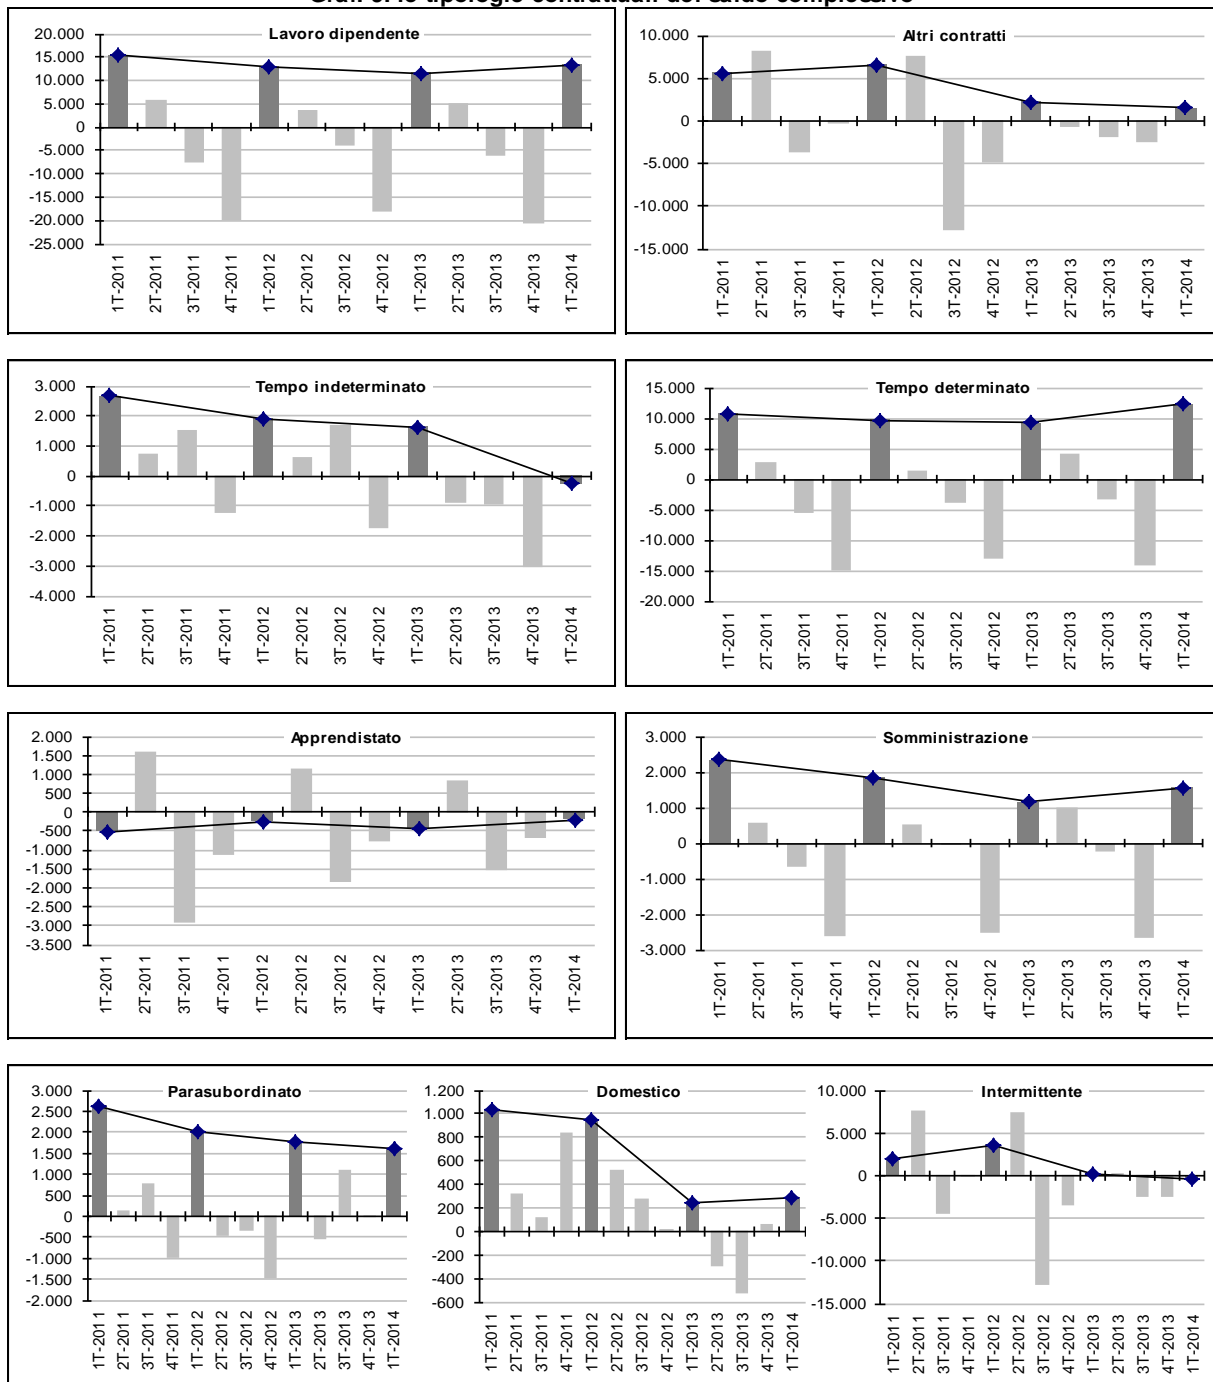 Lavoro dipendente
20.000
15.000
10.000
5.000
0
-5.000
-10.000
-15.000
-20.000
-25.000
1T-2011
2T-2011
3T-2011
4T-2011
1T-2012
2T-2012
3T-2012
4T-2012
1T-2013
2T-2013
3T-2013
4T-2013
1T-2014
Altri contratti
10.000
5.000
0
-5.000
-10.000
-15.000
1T-2011
2T-2011
3T-2011
4T-2011
1T-2012
2T-2012
3T-2012
4T-2012
1T-2013
2T-2013
3T-2013
4T-2013
1T-2014
Tempo indeterminato
3.000
2.000
1.000
0
-1.000
-2.000
-3.000
-4.000
1T-2011
2T-2011
3T-2011
4T-2011
1T-2012
2T-2012
3T-2012
4T-2012
1T-2013
2T-2013
3T-2013
4T-2013
1T-2014
Tempo determinato
15.000
10.000
5.000
0
-5.000
-10.000
-15.000
-20.000
1T-2011
2T-2011
3T-2011
4T-2011
1T-2012
2T-2012
3T-2012
4T-2012
1T-2013
2T-2013
3T-2013
4T-2013
1T-2014
Apprendistato
2.000
1.500
1.000
500
0
-500
-1.000
-1.500
-2.000
-2.500
-3.000
-3.500
1T-2011
2T-2011
3T-2011
4T-2011
1T-2012
2T-2012
3T-2012
4T-2012
1T-2013
2T-2013
3T-2013
4T-2013
1T-2014
Somministrazione
3.000
2.000
1.000
0
-1.000
-2.000
-3.000
1T-2011
2T-2011
3T-2011
4T-2011
1T-2012
2T-2012
3T-2012
4T-2012
1T-2013
2T-2013
3T-2013
4T-2013
1T-2014
Parasubordinato
3.000
2.500
2.000
1.500
1.000
500
0
-500
-1.000
-1.500
-2.000
1T-2011
2T-2011
3T-2011
4T-2011
1T-2012
2T-2012
3T-2012
4T-2012
1T-2013
2T-2013
3T-2013
4T-2013
1T-2014
Domestico
1.200
1.000
800
600
400
200
0
-200
-400
-600
1T-2011
2T-2011
3T-2011
4T-2011
1T-2012
2T-2012
3T-2012
4T-2012
1T-2013
2T-2013
3T-2013
4T-2013
1T-2014
Intermittente
10.000
5.000
0
-5.000
-10.000
-15.000
1T-2011
2T-2011
3T-2011
4T-2011
1T-2012
2T-2012
3T-2012
4T-2012
1T-2013
2T-2013
3T-2013
4T-2013
1T-2014